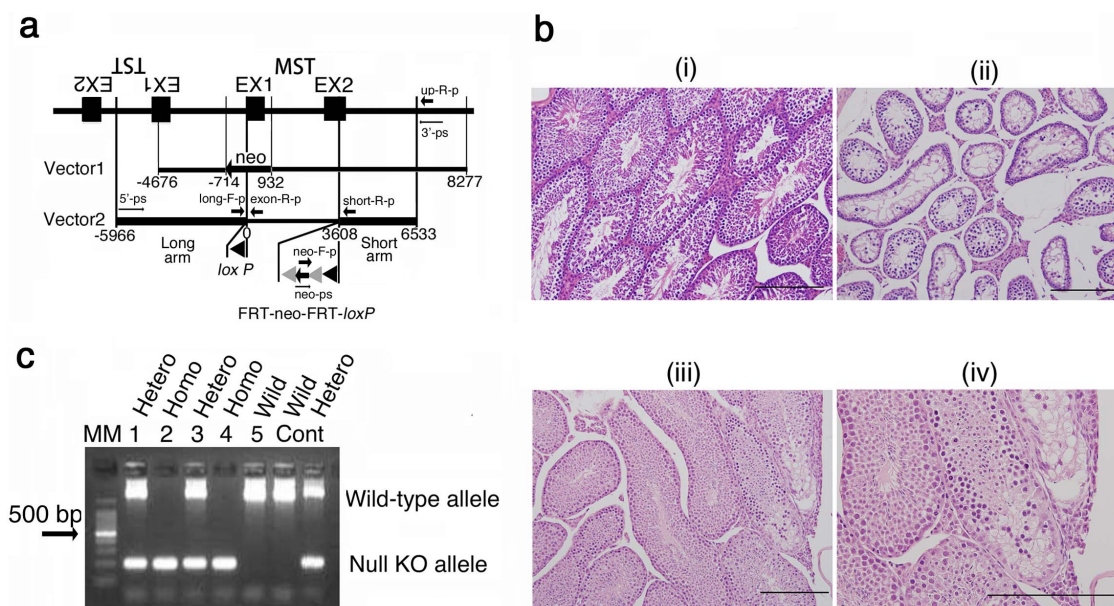 a
EX2 TST EX1 MST
EX1 EX2
up-R-p
3'-ps
neo
Vector1
-4676 -714 932 8277
5'-ps
long-F-p exon-R-p short-R-p
Vector2
-5966 0 3608 6533
Long arm
Short arm
lox P
neo-F-p
neo-ps
FRT-neo-FRT-loxP
b
(i) (ii)
(iii) (iv)
c
Hetero Homo Hetero Homo Wild Wild Hetero
MM 1 2 3 4 5 Cont
500 bp
Wild-type allele
Null KO allele